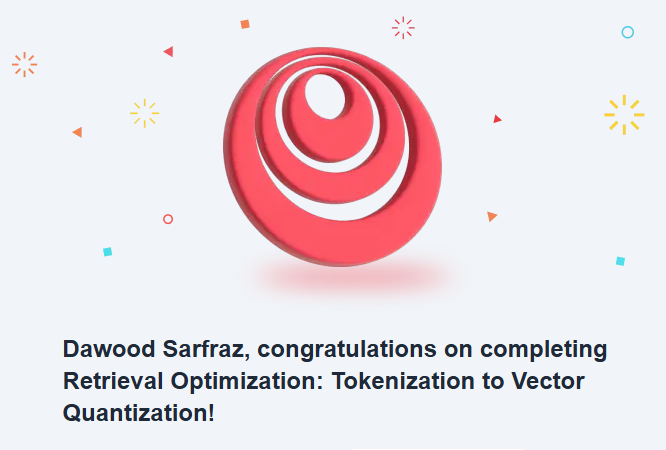 Dawood Sarfraz, congratulations on completing
Retrieval Optimization: Tokenization to Vector
Quantization!